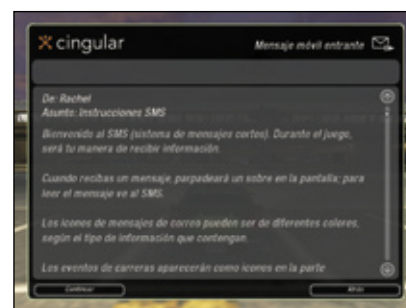 cingular
Mensaje móvil entrante
De: Rachel
Asunto: Instrucciones SMS
Bienvenido al SMS (sistema de mensajes cortos). Durante el juego,
será tu manera de recibir información.
Cuando recibas un mensaje, parpadeará un sobre en la pantalla; para
leer el mensaje ve al SMS.
Los iconos de mensajes de correo pueden ser de diferentes colores,
según el tipo de información que contengan.
Los eventos de carreras aparecerán como iconos en la parte
Continuar
Atrás